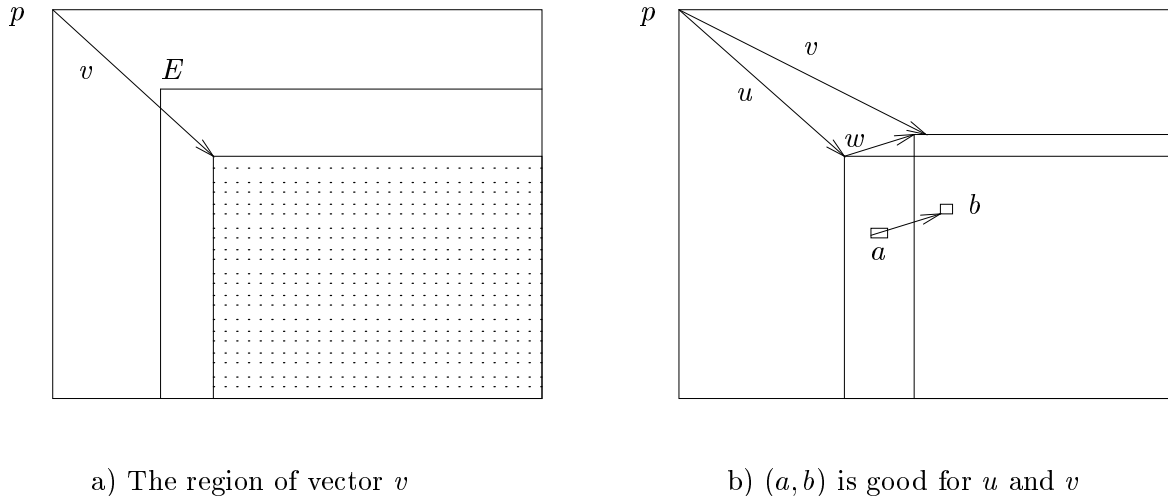 p
v
E
a) The region of vector v
p
v
u
w
b
a
b) (a, b) is good for u and v